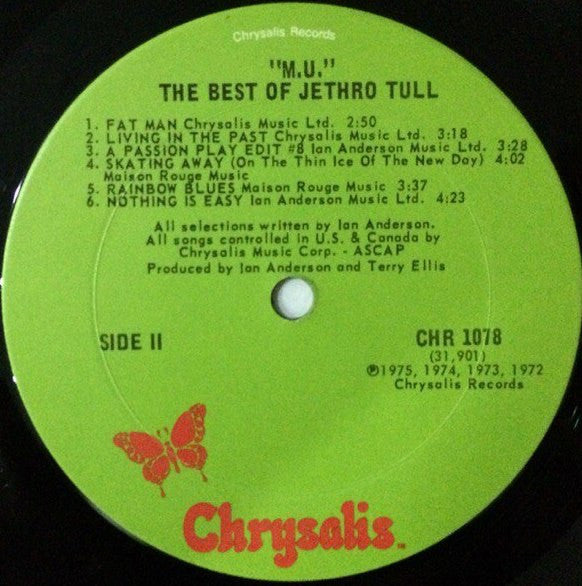 Chrysalis Records
"M.U."
THE BEST OF JETHRO TULL
1. FAT MAN Chrysalis Music Ltd. 2:50
2. LIVING IN THE PAST Chrysalis Music Ltd. 3:18
3. A PASSION PLAY EDIT #8 Ian Anderson Music Ltd. 3:28
4. SKATING AWAY (On The Thin Ice Of The New Day) 4:02
Maison Rouge Music
5. RAINBOW BLUES Maison Rouge Music 3:37
6. NOTHING IS EASY Ian Anderson Music Ltd. 4:23
All selections written by Ian Anderson.
All songs controlled in U.S. & Canada by
Chrysalis Music Corp. - ASCAP
Produced by Ian Anderson and Terry Ellis
SIDE II
CHR 1078
(31,901)
℗1975, 1974, 1973, 1972
Chrysalis Records
Chrysalis™